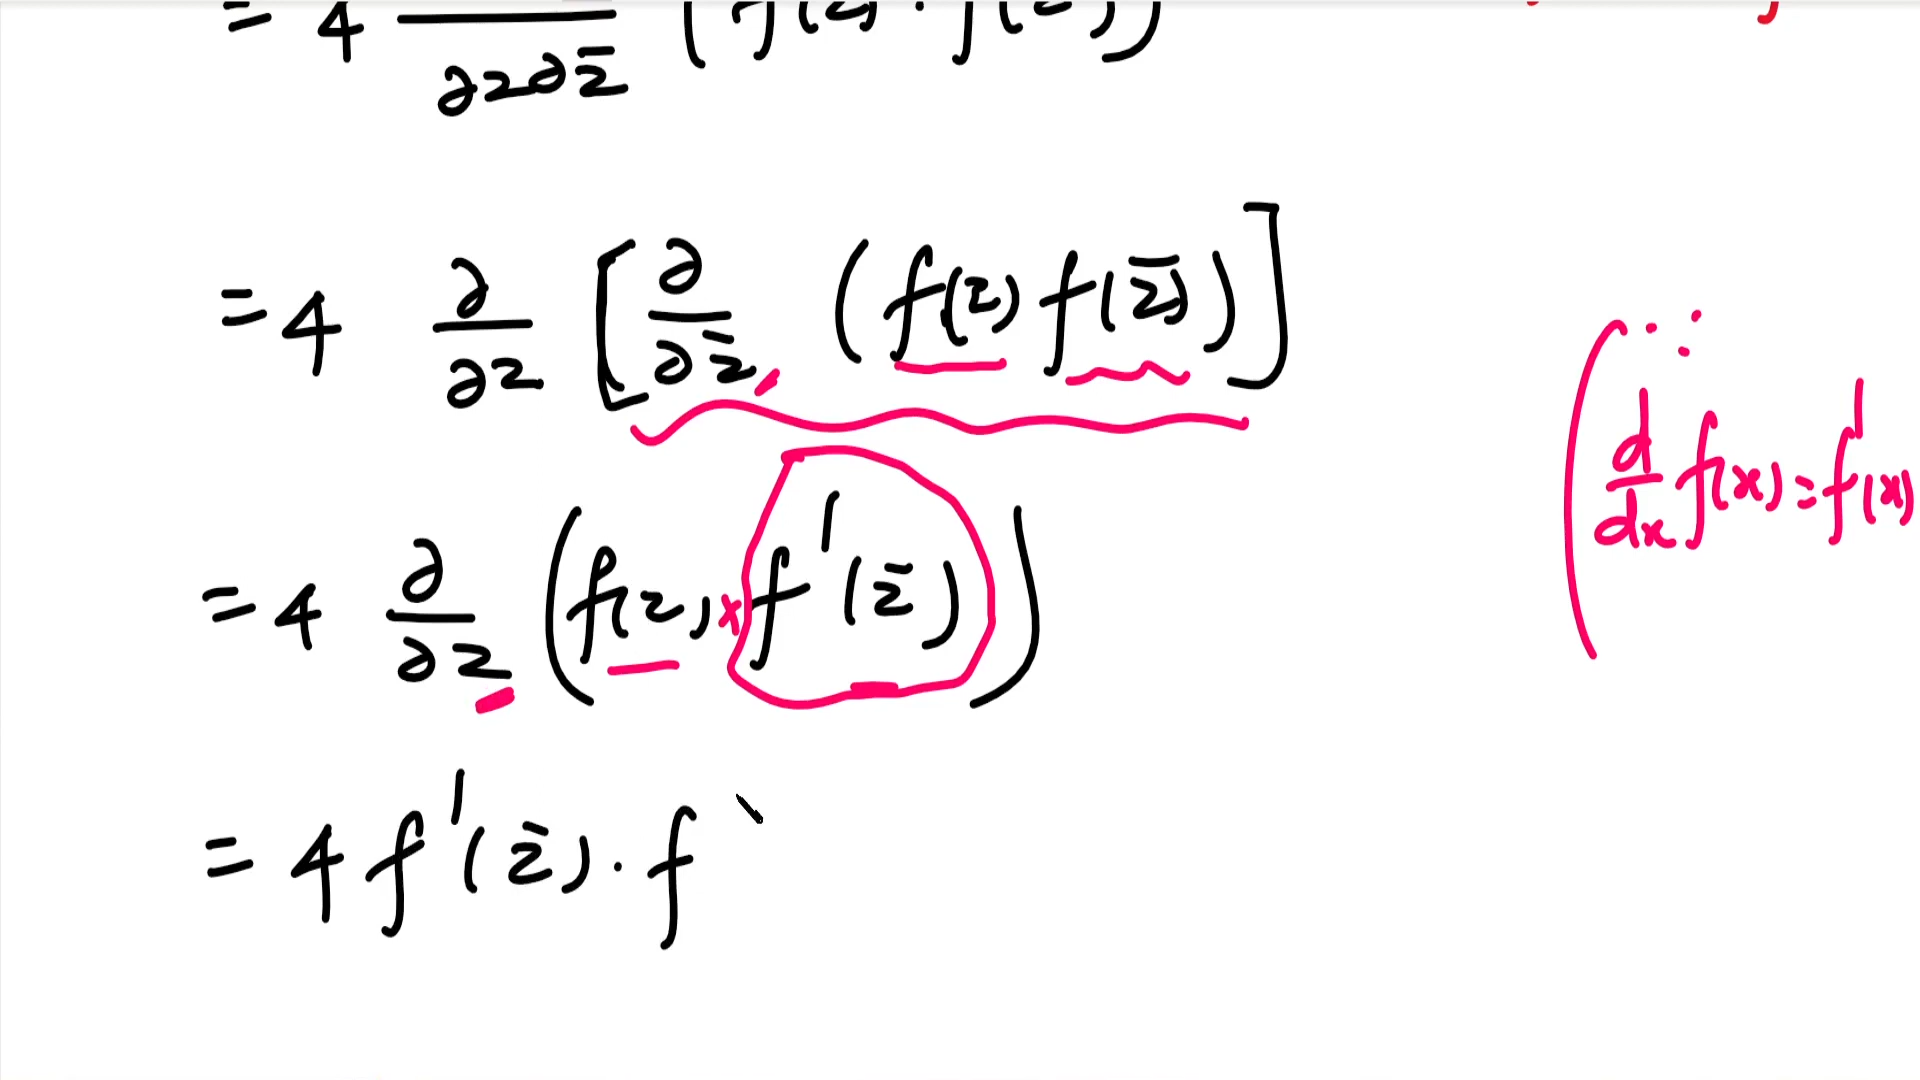 = 4 ∂z∂z̄ (f(z) · f(z̄))
= 4 ∂/∂z [∂/∂z̄ (f(z) f(z̄))]
(∵ d/dx f(x) = f'(x)
= 4 ∂/∂z (f(z) × f'(z̄))
= 4 f'(z̄) · f